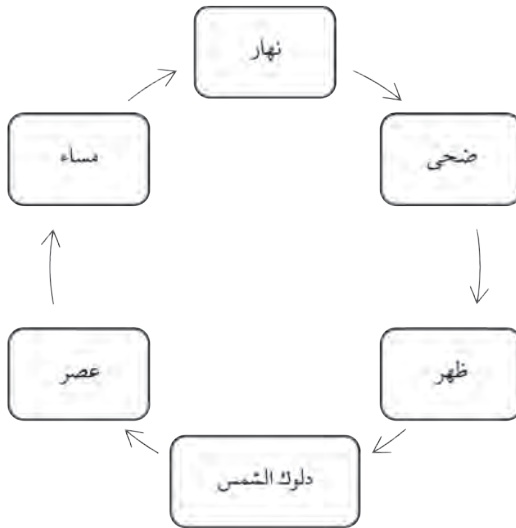 نهار
ضحى
ظهر
دلوك الشمس
عصر
مساء